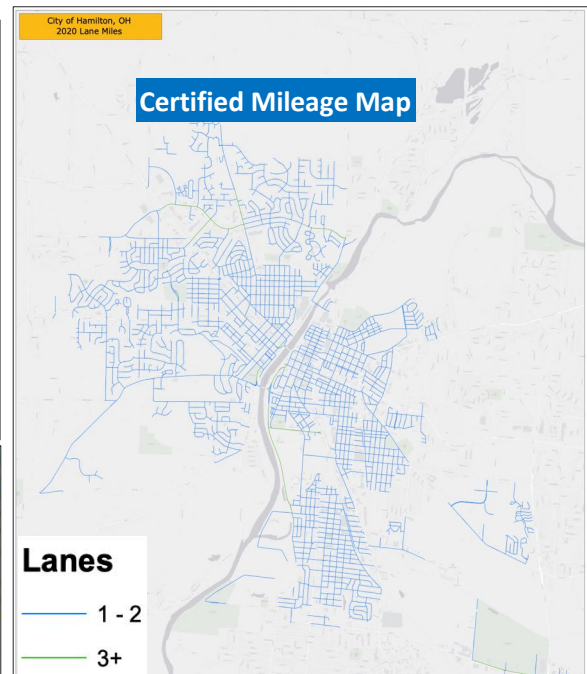 City of Hamilton, OH
2020 Lane Miles
Certified Mileage Map
Lanes
1 - 2
3+